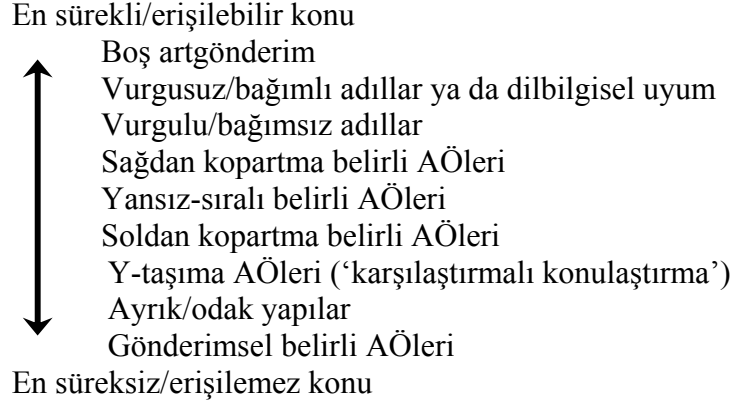 En sürekli/erişilebilir konu
Boş artgönderim
Vurgusuz/bağımlı adıllar ya da dilbilgisel uyum
Vurgulu/bağımsız adıllar
Sağdan kopartma belirli AÖleri
Yansız-sıralı belirli AÖleri
Soldan kopartma belirli AÖleri
Y-taşıma AÖleri (‘karşılaştırmalı konulaştırma’)
Ayrık/odak yapılar
Gönderimsel belirli AÖleri
En süreksiz/erişilemez konu